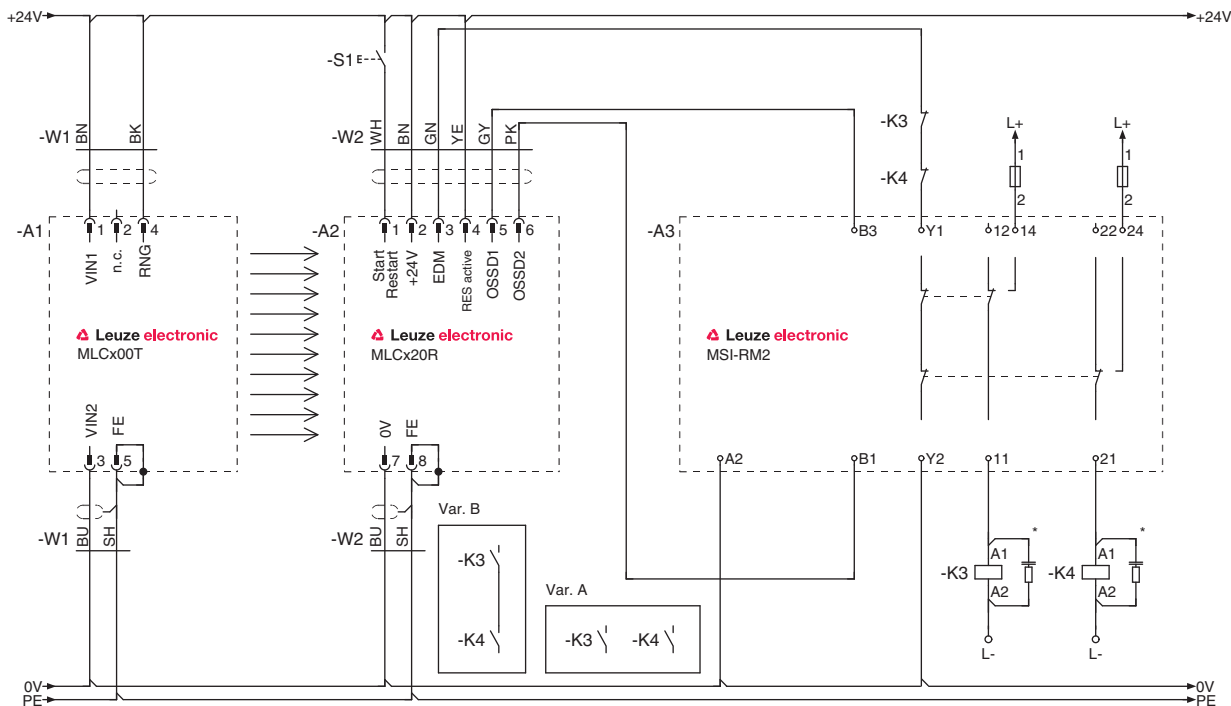 +24V
+24V
-S1
-W1
BN
BK
-W2
WH
BN
GN
YE
GY
PK
-K3
-K4
L+
1
2
L+
1
2
-A1
1
2
4
VIN1
n.c.
RNG
-A2
1
2
3
4
5
6
Start
Restart
+24V
EDM
RES active
OSSD1
OSSD2
-A3
B3
Y1
12
14
22
24
Leuze electronic
MLCx00T
Leuze electronic
MLCx20R
Leuze electronic
MSI-RM2
VIN2
FE
3
5
0V
FE
7
8
A2
B1
Y2
11
21
-W1
BU
SH
-W2
BU
SH
Var. B
-K3
-K4
Var. A
-K3
-K4
-K3
A1
A2
*
L-
-K4
A1
A2
*
L-
0V
0V
PE
PE